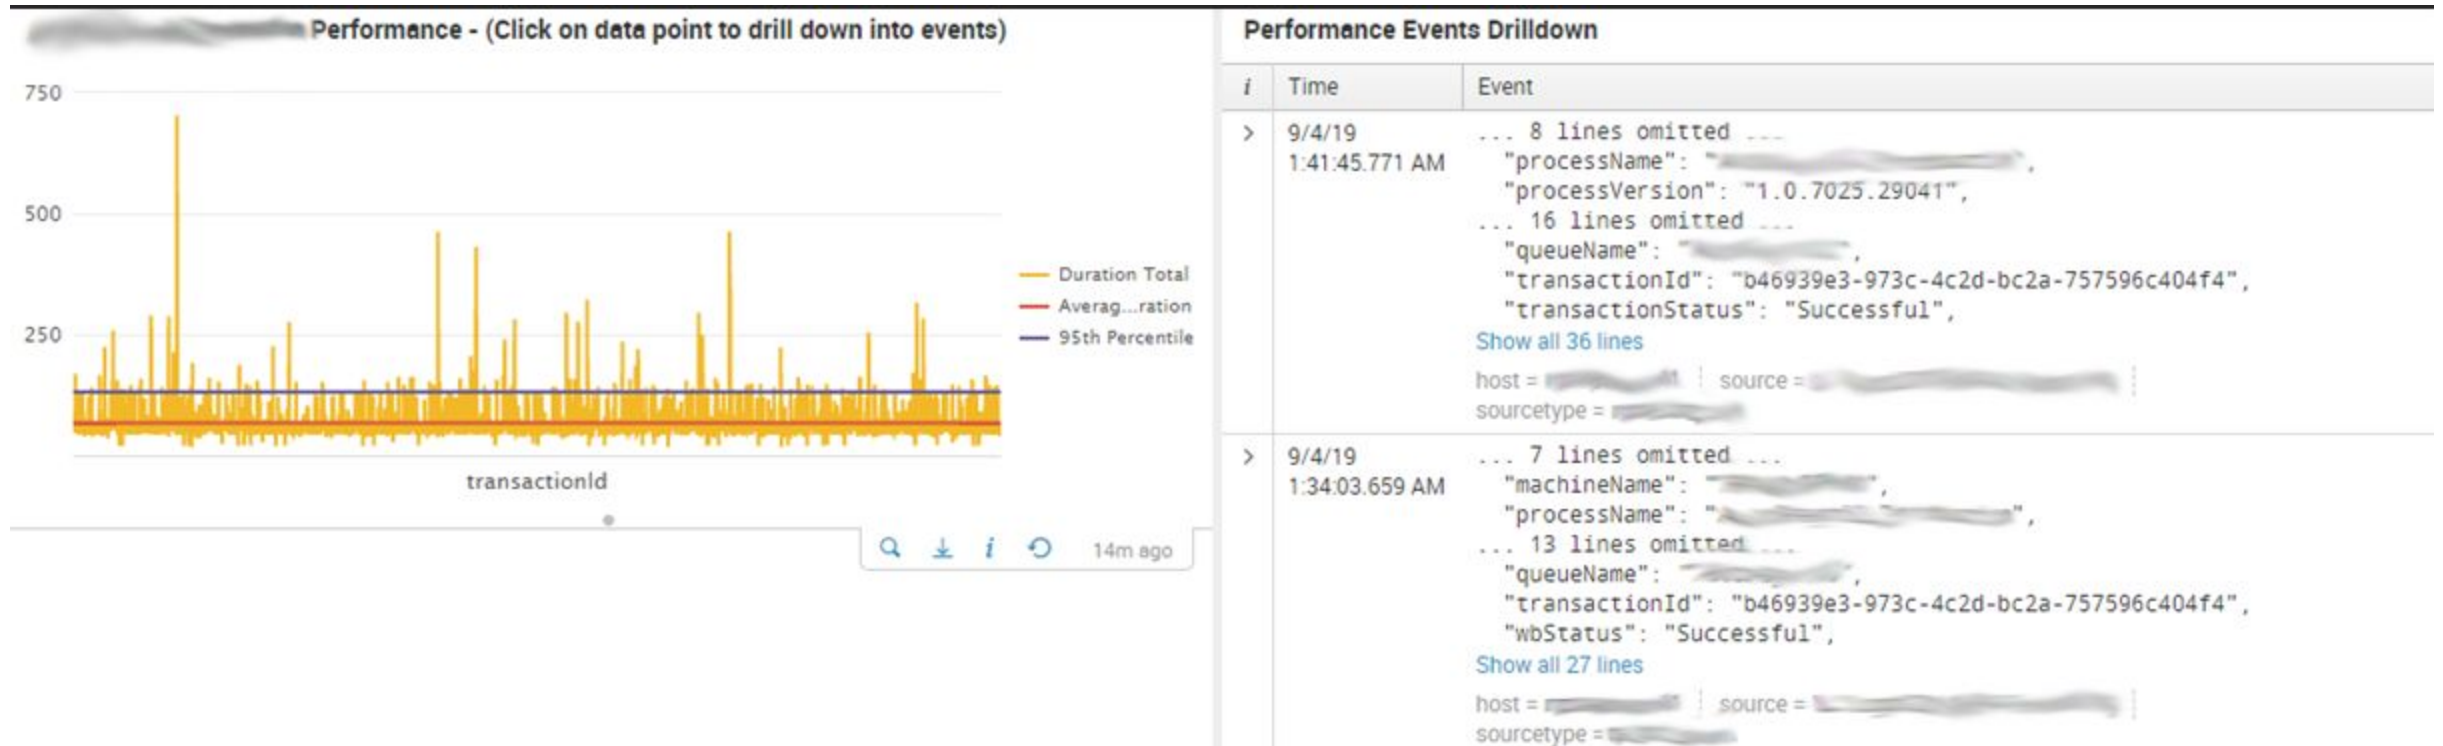 Performance - (Click on data point to drill down into events)
750
500
250
Duration Total
Averag...ration
95th Percentile
transactionId
14m ago
Performance Events Drilldown
i Time Event
9/4/19
1:41:45.771 AM
... 8 lines omitted ...
"processName": "
"processVersion": "1.0.7025.29041",
... 16 lines omitted ...
"queueName": "
"transactionId": "b46939e3-973c-4c2d-bc2a-757596c404f4",
"transactionStatus": "Successful",
Show all 36 lines
host = source =
sourcetype =
9/4/19
1:34:03.659 AM
... 7 lines omitted ...
"machineName": "
"processName": "
... 13 lines omitted ...
"queueName": "
"transactionId": "b46939e3-973c-4c2d-bc2a-757596c404f4",
"wbStatus": "Successful",
Show all 27 lines
host = source =
sourcetype =